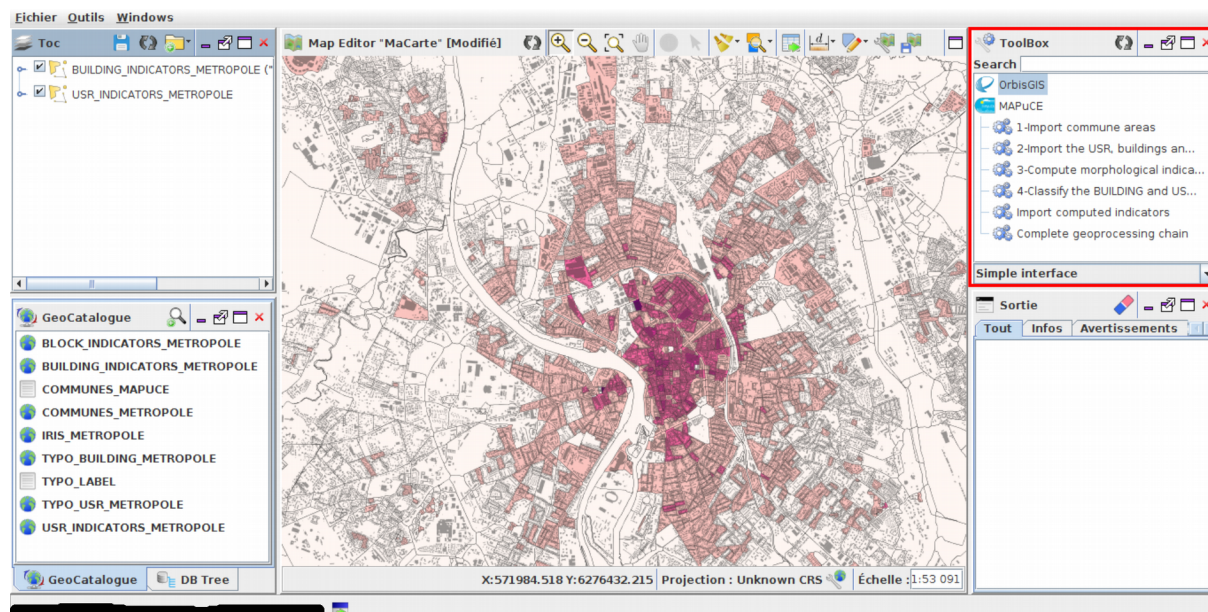 Fichier Outils Windows
Toc
BUILDING_INDICATORS_METROPOLE ("
USR_INDICATORS_METROPOLE
GeoCatalogue
BLOCK_INDICATORS_METROPOLE
BUILDING_INDICATORS_METROPOLE
COMMUNES_MAPUCE
COMMUNES_METROPOLE
IRIS_METROPOLE
TYPO_BUILDING_METROPOLE
TYPO_LABEL
TYPO_USR_METROPOLE
USR_INDICATORS_METROPOLE
GeoCatalogue DB Tree
Map Editor "MaCarte" [Modifié]
X:571984.518 Y:6276432.215 Projection : Unknown CRS Échelle : 1:53 091
ToolBox
Search
OrbisGIS
MAPuCE
1-Import commune areas
2-Import the USR, buildings an...
3-Compute morphological indica...
4-Classify the BUILDING and US...
Import computed indicators
Complete geoprocessing chain
Simple interface
Sortie
Tout Infos Avertissements